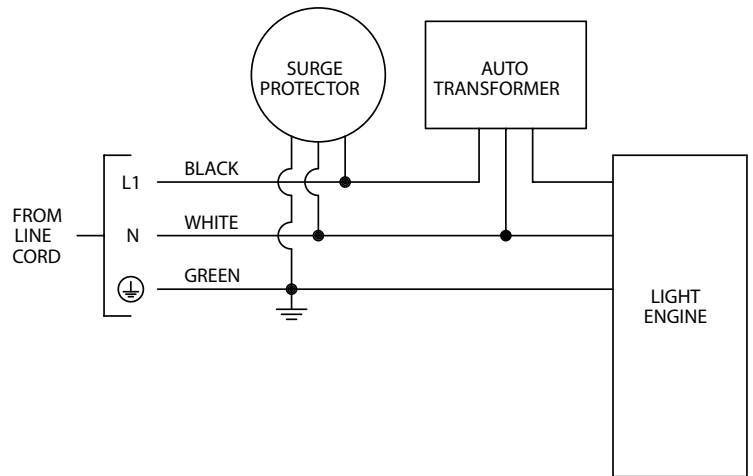 SURGE
PROTECTOR
AUTO
TRANSFORMER
FROM
LINE
CORD
L1
BLACK
N
WHITE
GREEN
LIGHT
ENGINE